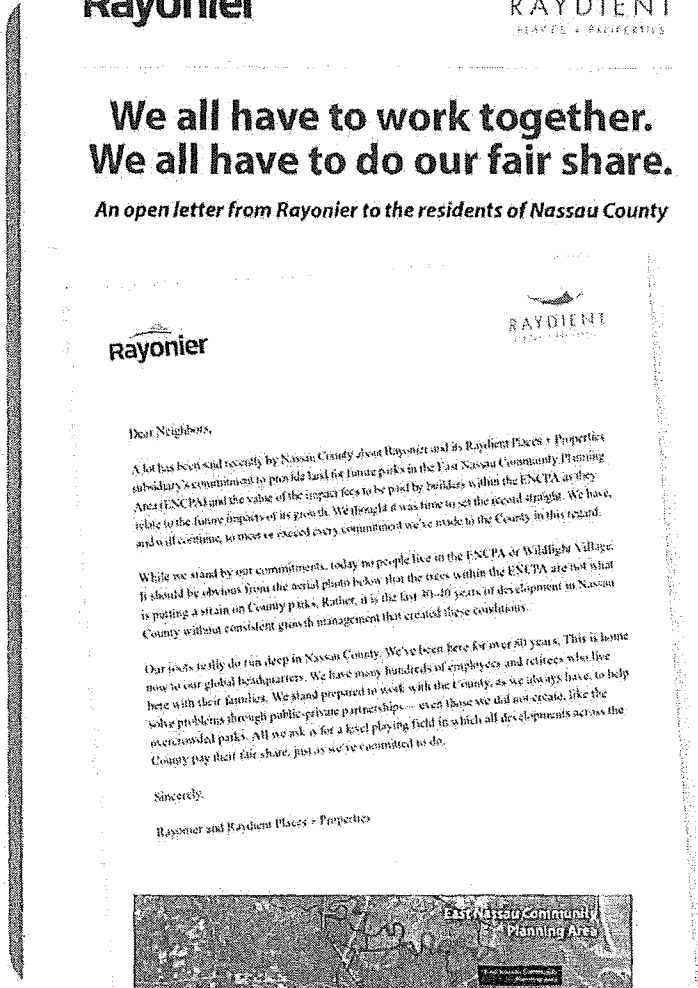 Rayonier
RAYDIENT
PLACES + PROPERTIES
We all have to work together.
We all have to do our fair share.
An open letter from Rayonier to the residents of Nassau County
Rayonier
RAYDIENT
Dear Neighbors,
A lot has been said recently by Nassau County about Rayonier and its Raydient Places + Properties
subsidiary's commitment to provide land for future parks in the East Nassau Community Planning
Area (ENCPA) and the value of the impact fees to be paid by builders within the ENCPA as they
relate to the future impacts of its growth. We thought it was time to set the record straight. We have,
and will continue, to meet or exceed every commitment we've made to the County in this regard.
While we stand by our commitments, today no people live in the ENCPA or Wildlight Village.
It should be obvious from the aerial photo below that the trees within the ENCPA are not what
is putting a strain on County parks. Rather, it is the last 30-40 years of development in Nassau
County without consistent growth management that created these conditions.
Our roots really do run deep in Nassau County. We've been here for over 80 years. This is home
now to our global headquarters. We have many hundreds of employees and retirees who live
here with their families. We stand prepared to work with the County, as we always have, to help
solve problems through public-private partnerships – even those we did not create, like the
overcrowded parks. All we ask is for a level playing field in which all developments across the
County pay their fair share, just as we've committed to do.
Sincerely,
Rayonier and Raydient Places + Properties
East Nassau Community
Planning Area
East Nassau Community
Planning Area